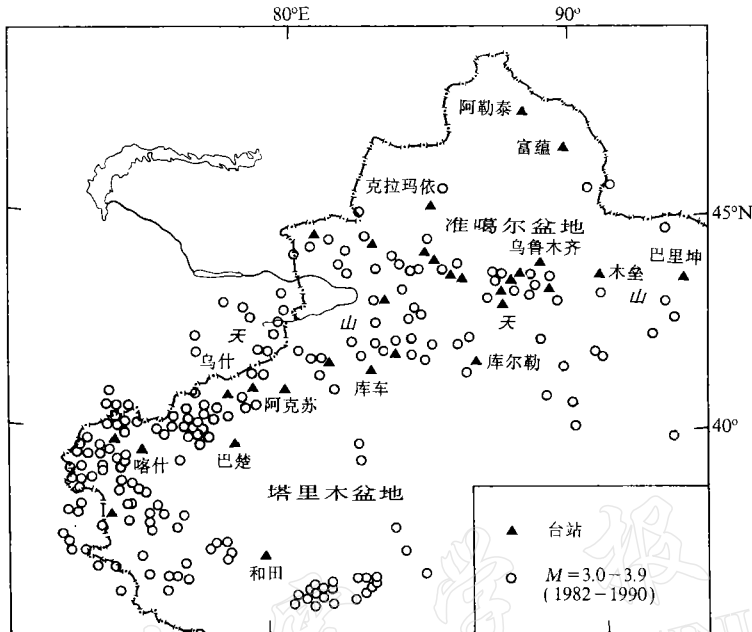 80°E
90°
阿勒泰
富蕴
克拉玛依
45°N
准噶尔盆地
乌鲁木齐
巴里坤
木垒
山
天
山
天
乌什
库尔勒
库车
阿克苏
40°
喀什
巴楚
塔里木盆地
I
台站
和田
M=3.0-3.9
(1982-1990)
学报